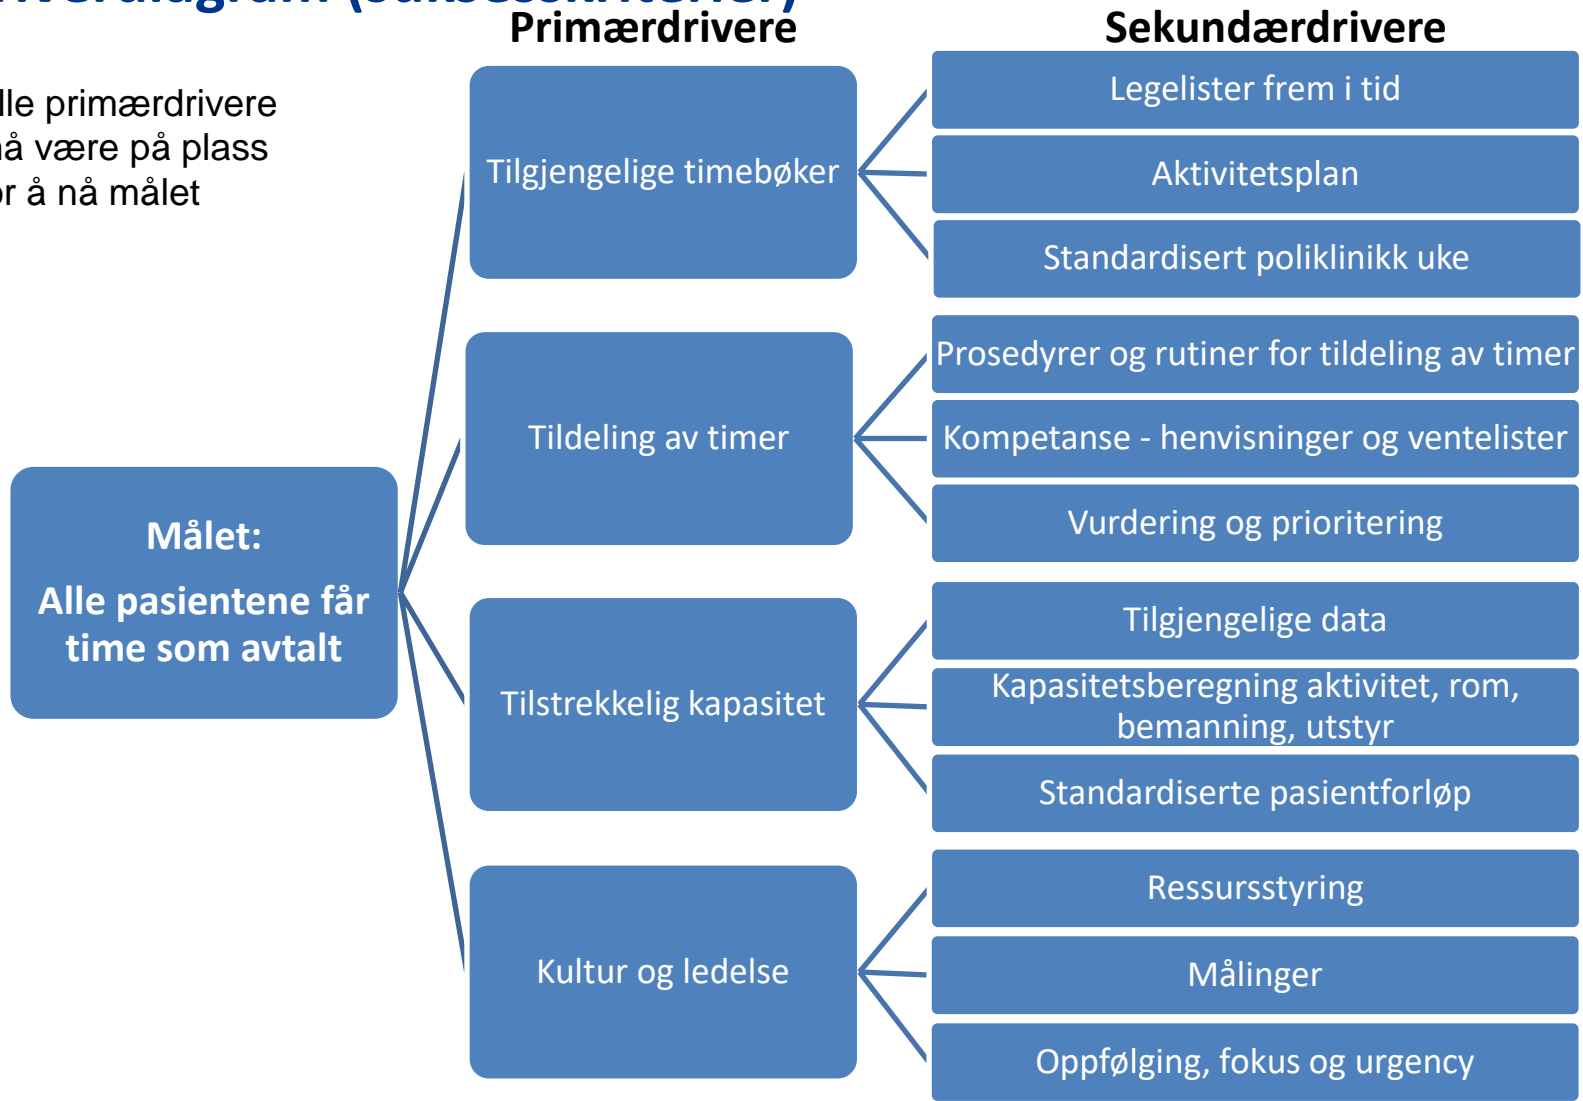 (suksesskriterier)
Primærdrivere
Sekundærdrivere
primærdrivere
være på plass
å nå målet
Målet:
Alle pasientene får
time som avtalt
Tilgjengelige timebøker
Legelister frem i tid
Aktivitetsplan
Standardisert poliklinikk uke
Tildeling av timer
Prosedyrer og rutiner for tildeling av timer
Kompetanse - henvisninger og ventelister
Vurdering og prioritering
Tilstrekkelig kapasitet
Tilgjengelige data
Kapasitetsberegning aktivitet, rom,
bemanning, utstyr
Standardiserte pasientforløp
Kultur og ledelse
Ressursstyring
Målinger
Oppfølging, fokus og urgency